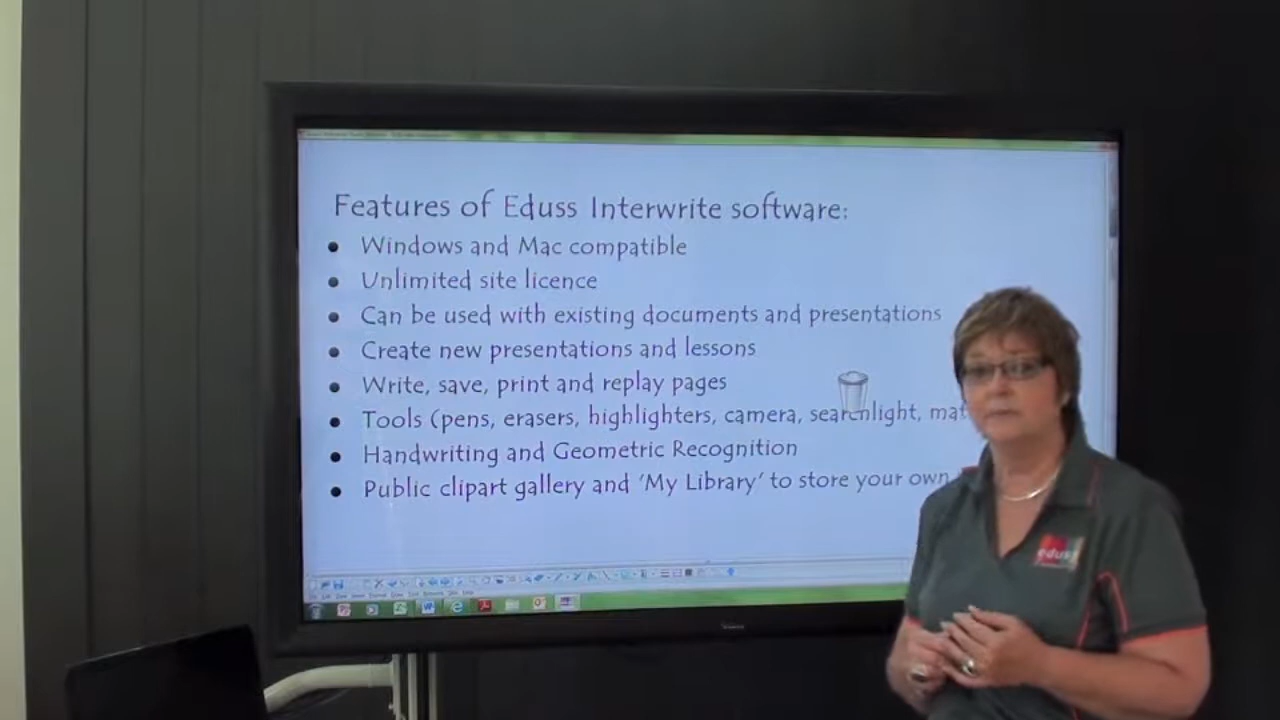 Features of Eduss Interwrite software:
• Windows and Mac compatible
• Unlimited site licence
• Can be used with existing documents and presentations
• Create new presentations and lessons
• Write, save, print and replay pages
• Tools (pens, erasers, highlighters, camera, searchlight, mat
• Handwriting and Geometric Recognition
• Public clipart gallery and ‘My Library’ to store your own
eduss